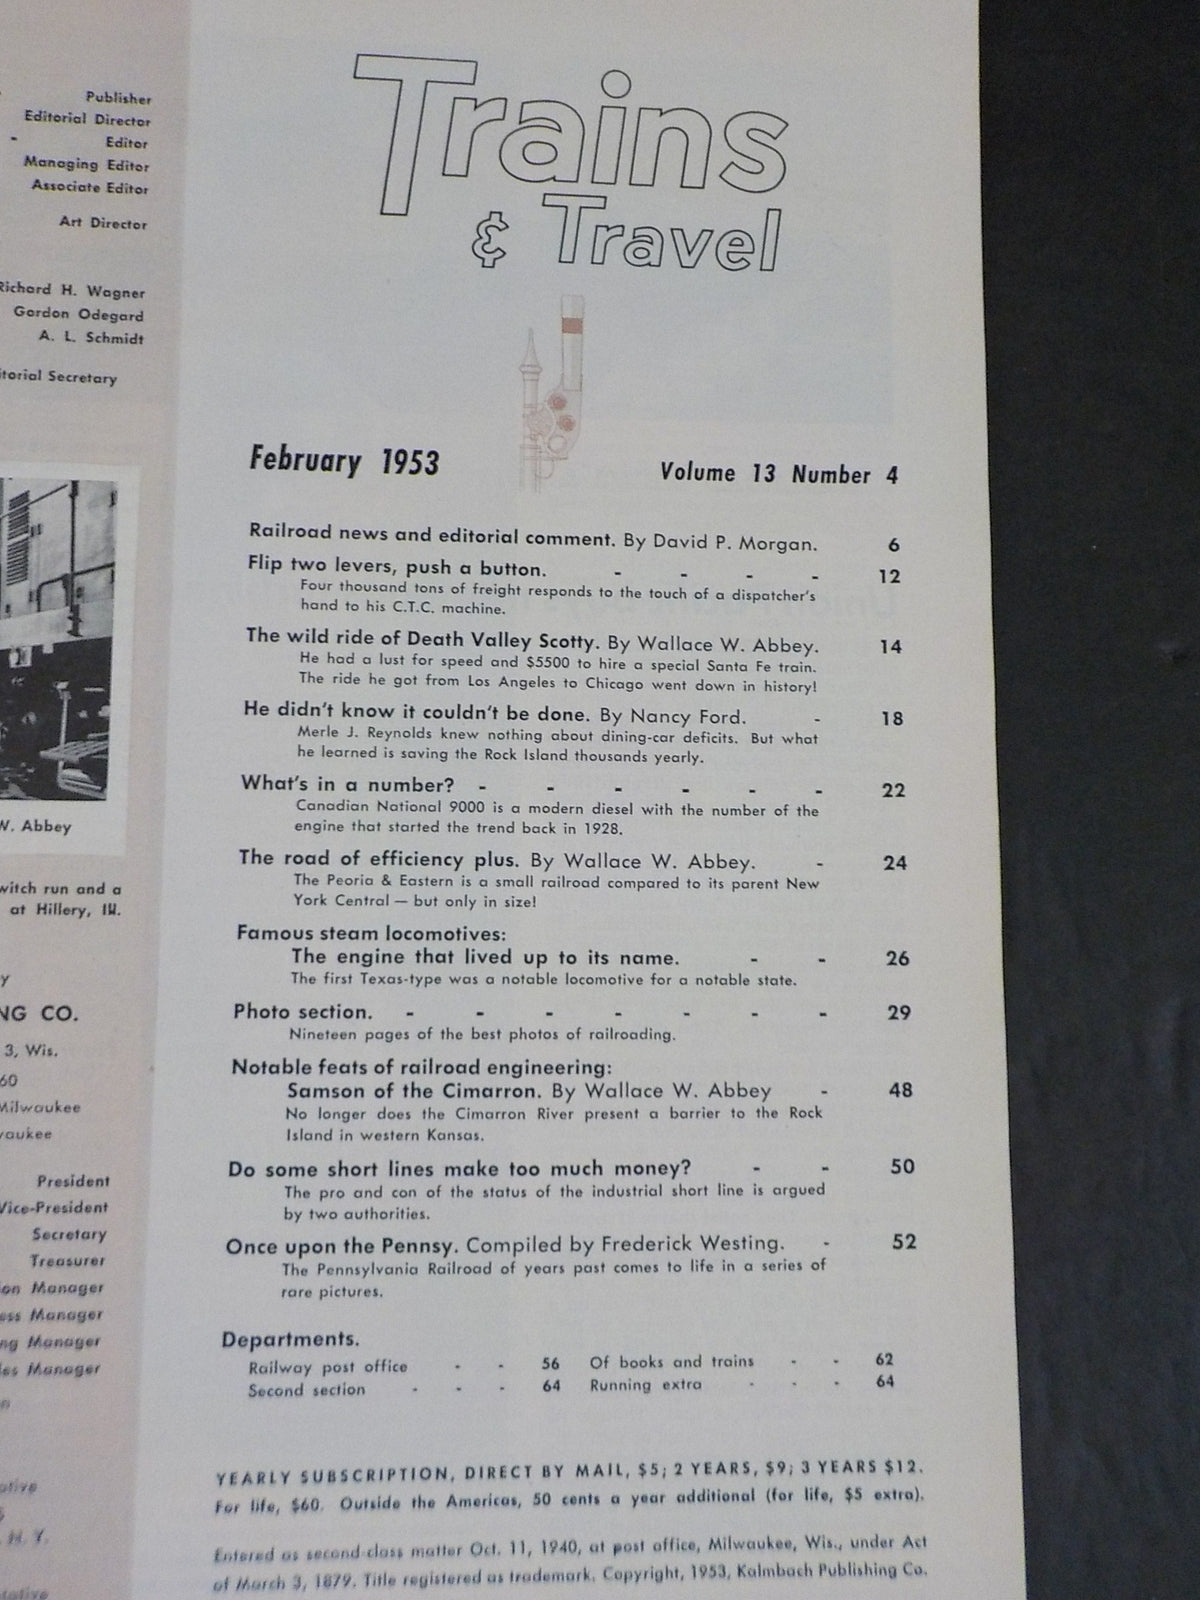 Publisher
Editorial Director
- Editor
Managing Editor
Associate Editor
Art Director
Richard H. Wagner
Gordon Odegard
A. L. Schmidt
Secretary
W. Abbey
run and a
at Hillery, Ill.
CO.
3, Wis.
60
Milwaukee
President
Vice-President
Secretary
Treasurer
Manager
Manager
Manager
Manager
N. Y.
Trains
& Travel
February 1953
Volume 13 Number 4
Railroad news and editorial comment. By David P. Morgan. 6
Flip two levers, push a button. - - - - 12
Four thousand tons of freight responds to the touch of a dispatcher's
hand to his C.T.C. machine.
The wild ride of Death Valley Scotty. By Wallace W. Abbey. 14
He had a lust for speed and $5500 to hire a special Santa Fe train.
The ride he got from Los Angeles to Chicago went down in history!
He didn't know it couldn't be done. By Nancy Ford. - 18
Merle J. Reynolds knew nothing about dining-car deficits. But what
he learned is saving the Rock Island thousands yearly.
What's in a number? - - - - - - 22
Canadian National 9000 is a modern diesel with the number of the
engine that started the trend back in 1928.
The road of efficiency plus. By Wallace W. Abbey. - 24
The Peoria & Eastern is a small railroad compared to its parent New
York Central — but only in size!
Famous steam locomotives:
The engine that lived up to its name. - - 26
The first Texas-type was a notable locomotive for a notable state.
Photo section. - - - - - - - 29
Nineteen pages of the best photos of railroading.
Notable feats of railroad engineering:
Samson of the Cimarron. By Wallace W. Abbey - 48
No longer does the Cimarron River present a barrier to the Rock
Island in western Kansas.
Do some short lines make too much money? - - 50
The pro and con of the status of the industrial short line is argued
by two authorities.
Once upon the Pennsy. Compiled by Frederick Westing. - 52
The Pennsylvania Railroad of years past comes to life in a series of
rare pictures.
Departments.
Railway post office - - 56 Of books and trains - - 62
Second section - - - 64 Running extra - - - 64
YEARLY SUBSCRIPTION, DIRECT BY MAIL, $5; 2 YEARS, $9; 3 YEARS $12.
For life, $60. Outside the Americas, 50 cents a year additional (for life, $5 extra).
Entered as second-class matter Oct. 11, 1940, at post office, Milwaukee, Wis., under Act
of March 3, 1879. Title registered as trademark. Copyright, 1953, Kalmbach Publishing Co.